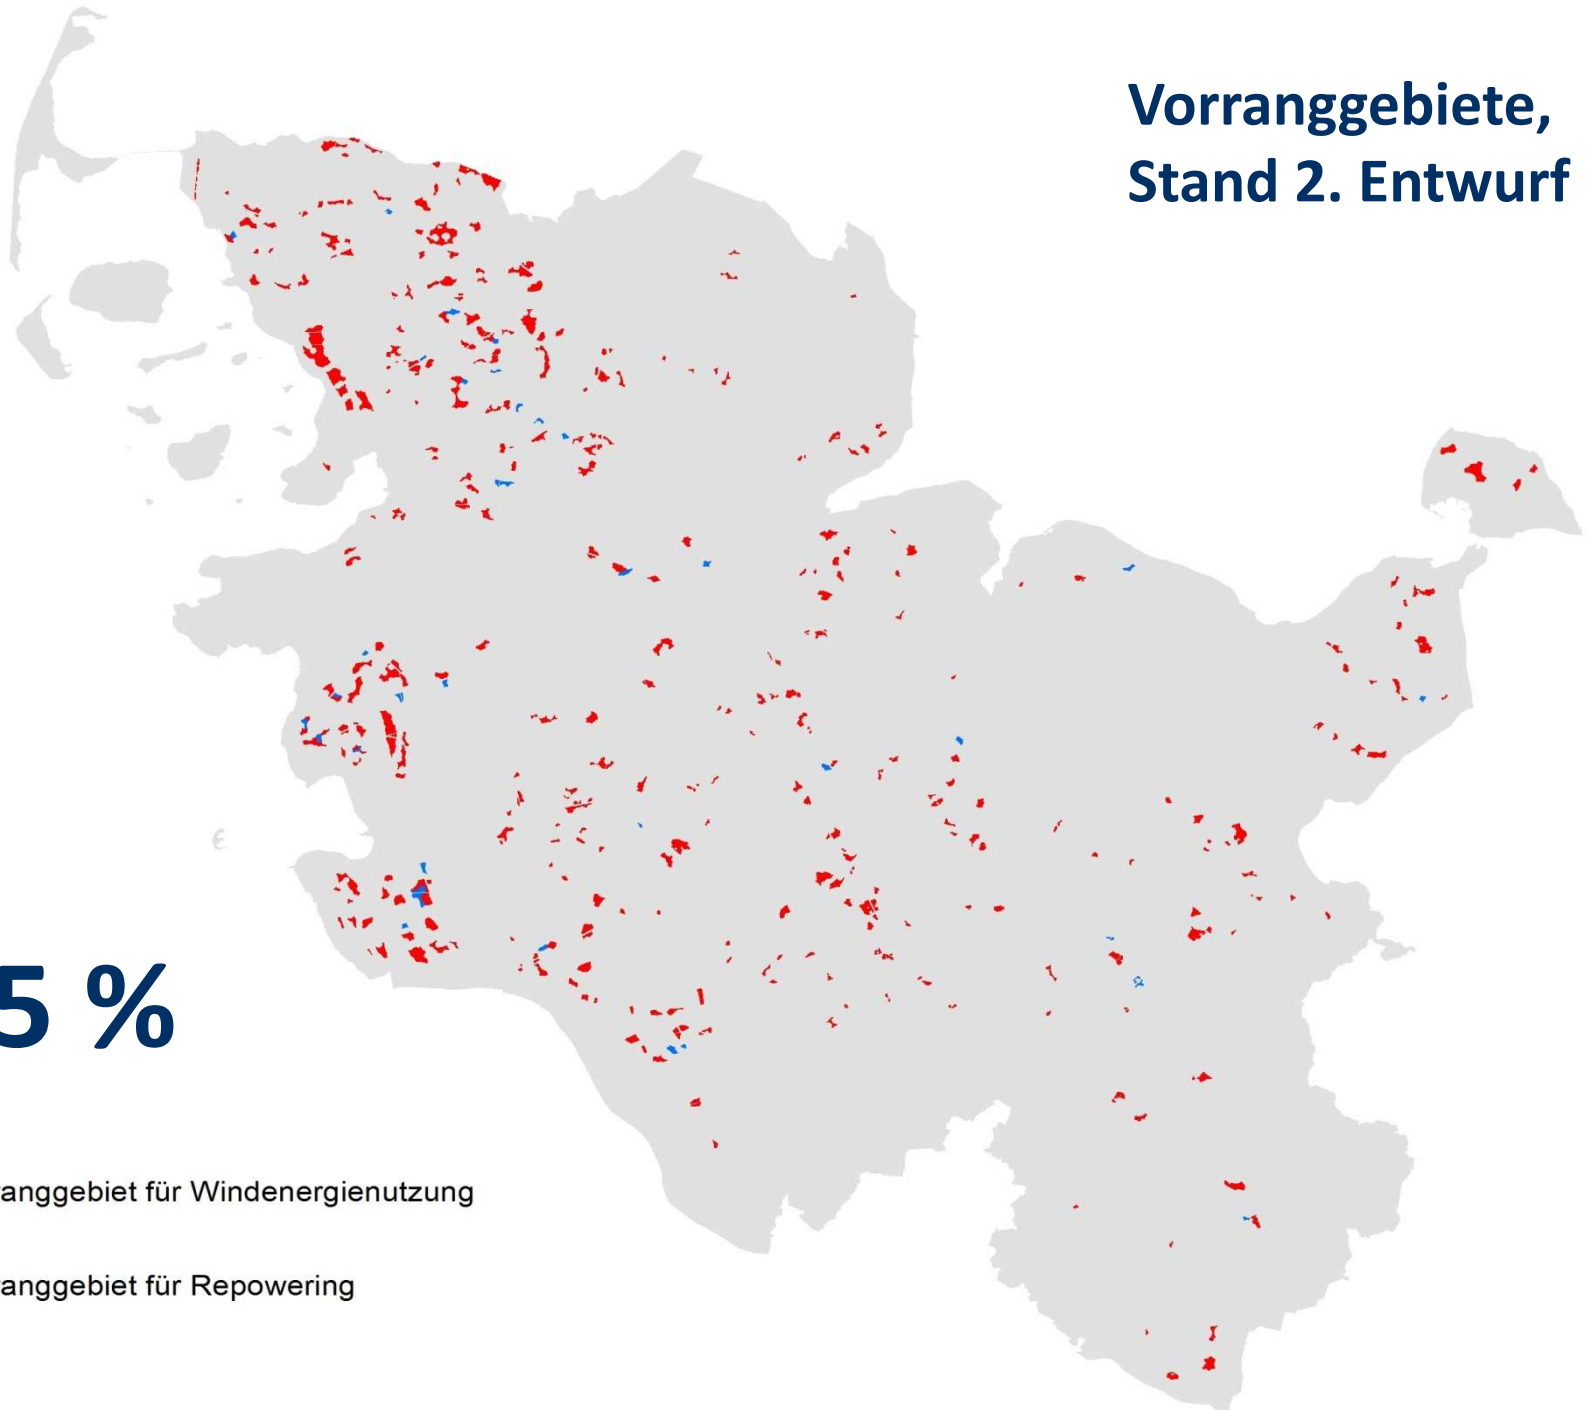 Vorranggebiete,
Stand 2. Entwurf
5 %
anggebiet für Windenergienutzung
anggebiet für Repowering